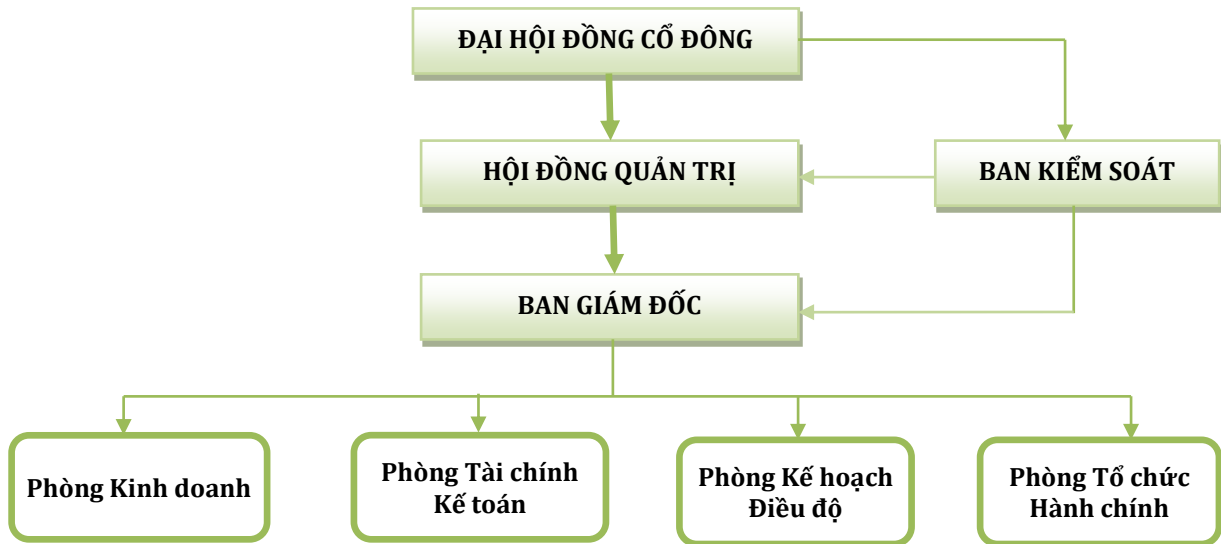 ĐẠI HỘI ĐỒNG CỔ ĐÔNG
HỘI ĐỒNG QUẢN TRỊ
BAN KIỂM SOÁT
BAN GIÁM ĐỐC
Phòng Kinh doanh
Phòng Tài chính
Kế toán
Phòng Kế hoạch
Điều độ
Phòng Tổ chức
Hành chính